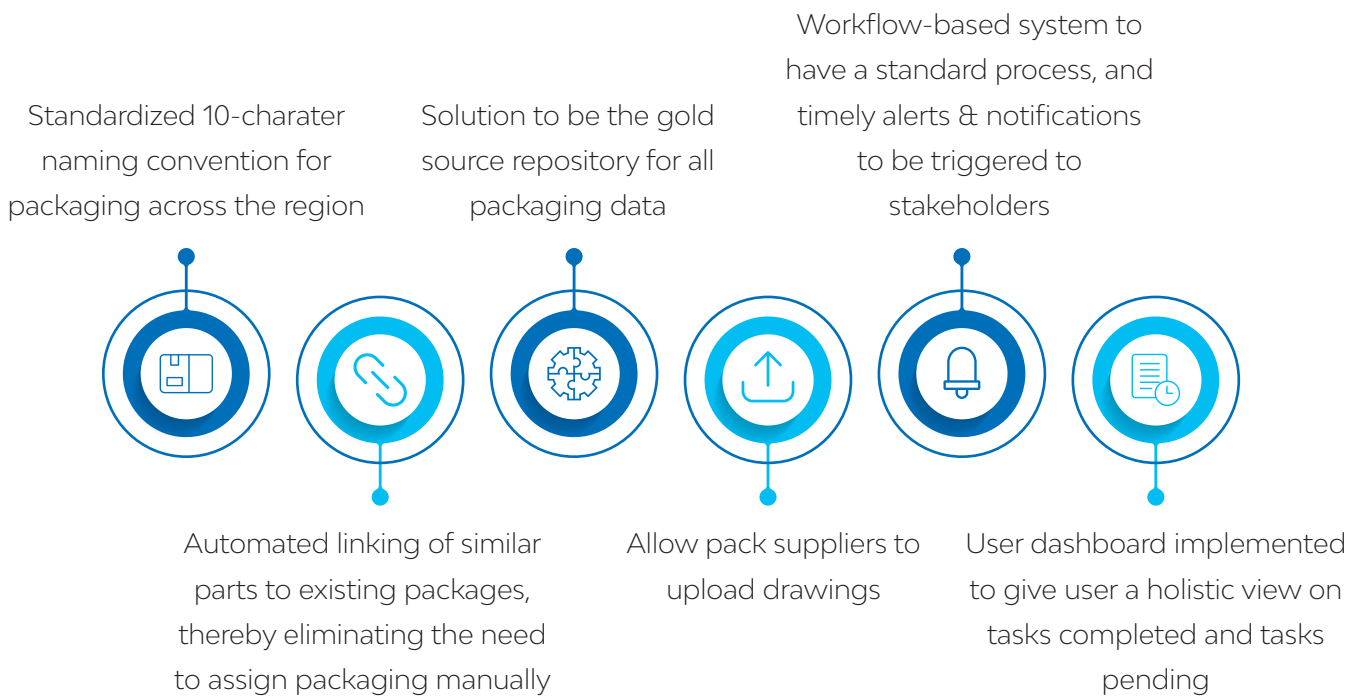 Standardized 10-charater
naming convention for
packaging across the region
Automated linking of similar
parts to existing packages,
thereby eliminating the need
to assign packaging manually
Solution to be the gold
source repository for all
packaging data
Allow pack suppliers to
upload drawings
Workflow-based system to
have a standard process, and
timely alerts & notifications
to be triggered to
stakeholders
User dashboard implemented
to give user a holistic view on
tasks completed and tasks
pending